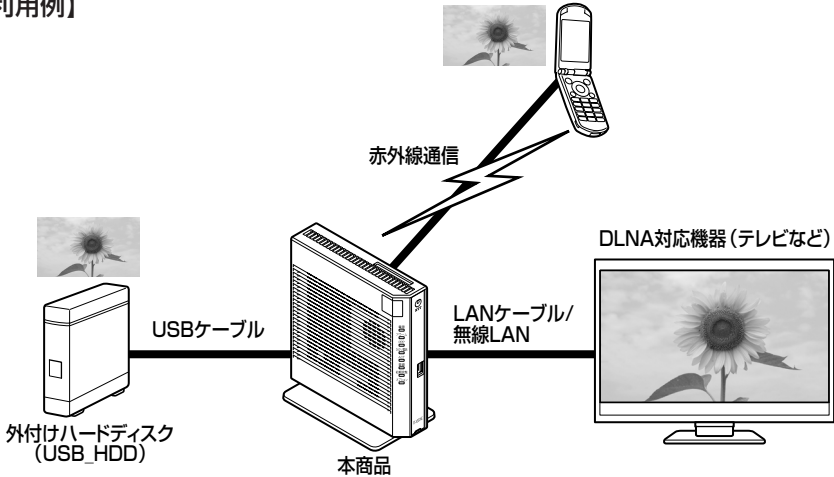 利用例】
赤外線通信
DLNA対応機器（テレビなど）
USBケーブル
LANケーブル/
無線LAN
外付けハードディスク
（USB_HDD）
本商品